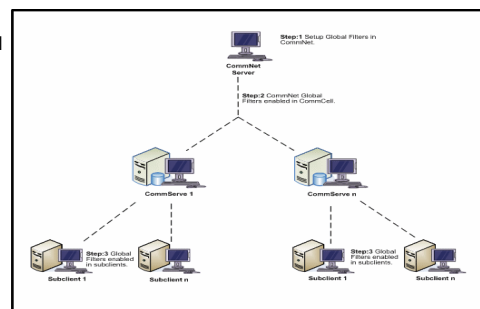 Step:1 Setup Global Filters in
CommNet.
CommNet
Server
Step:2 CommNet Global
Filters enabled in CommCell.
CommServe 1
CommServe n
Step:3 Global
Filters enabled
in subclients.
Subclient 1
Subclient n
Step:3 Global
Filters enabled
in subclients.
Subclient 1
Subclient n